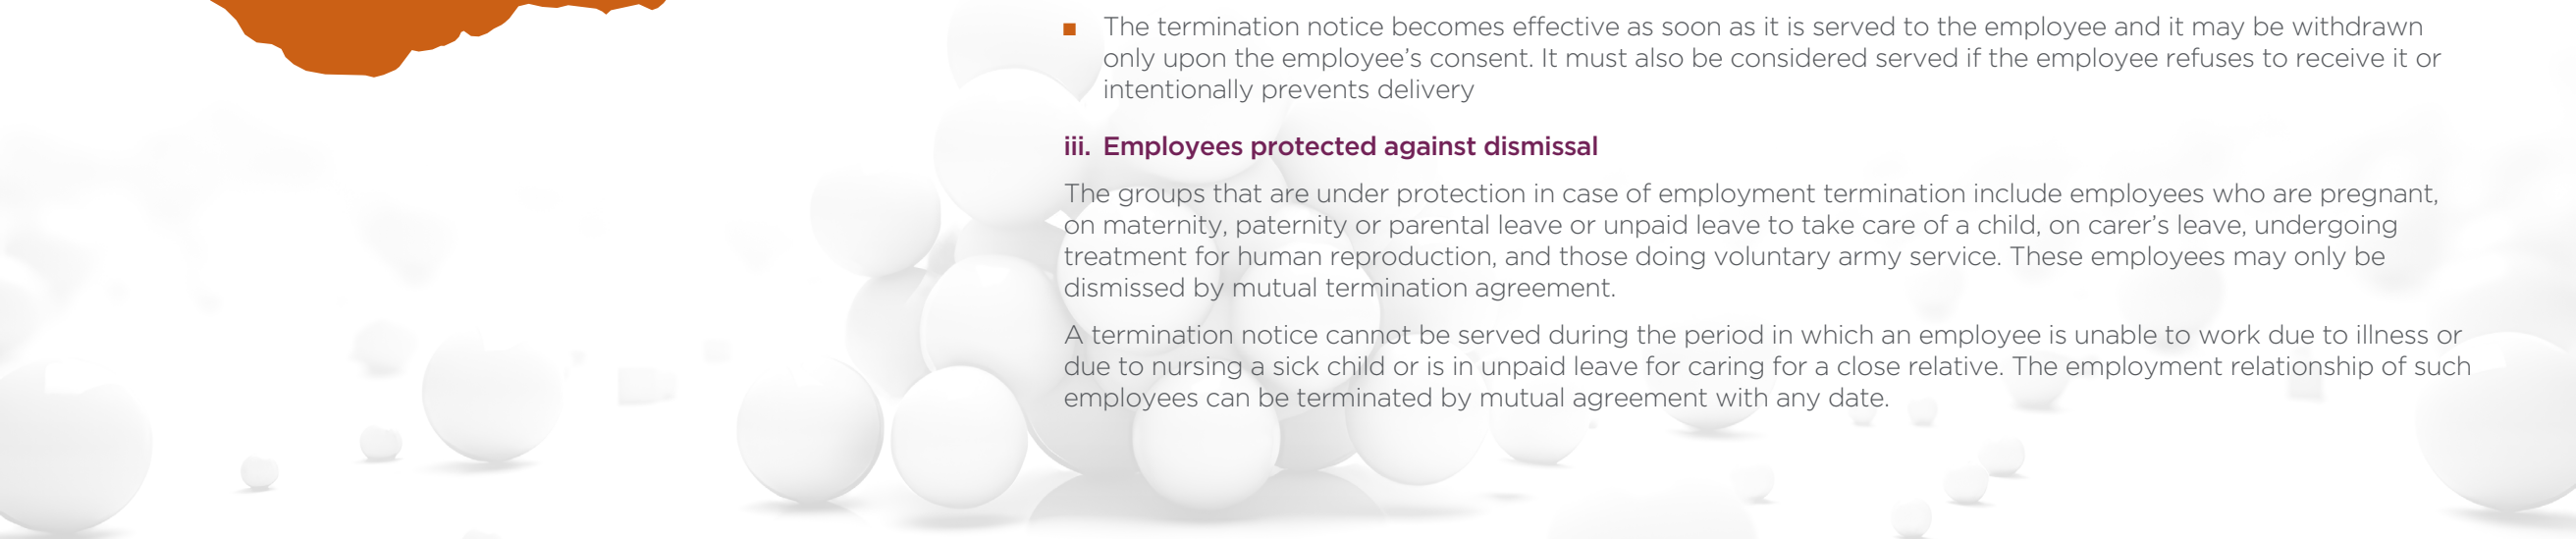 ■ The termination notice becomes effective as soon as it is served to the employee and it may be withdrawn
only upon the employee’s consent. It must also be considered served if the employee refuses to receive it or
intentionally prevents delivery
iii. Employees protected against dismissal
The groups that are under protection in case of employment termination include employees who are pregnant,
on maternity, paternity or parental leave or unpaid leave to take care of a child, on carer’s leave, undergoing
treatment for human reproduction, and those doing voluntary army service. These employees may only be
dismissed by mutual termination agreement.
A termination notice cannot be served during the period in which an employee is unable to work due to illness or
due to nursing a sick child or is in unpaid leave for caring for a close relative. The employment relationship of such
employees can be terminated by mutual agreement with any date.